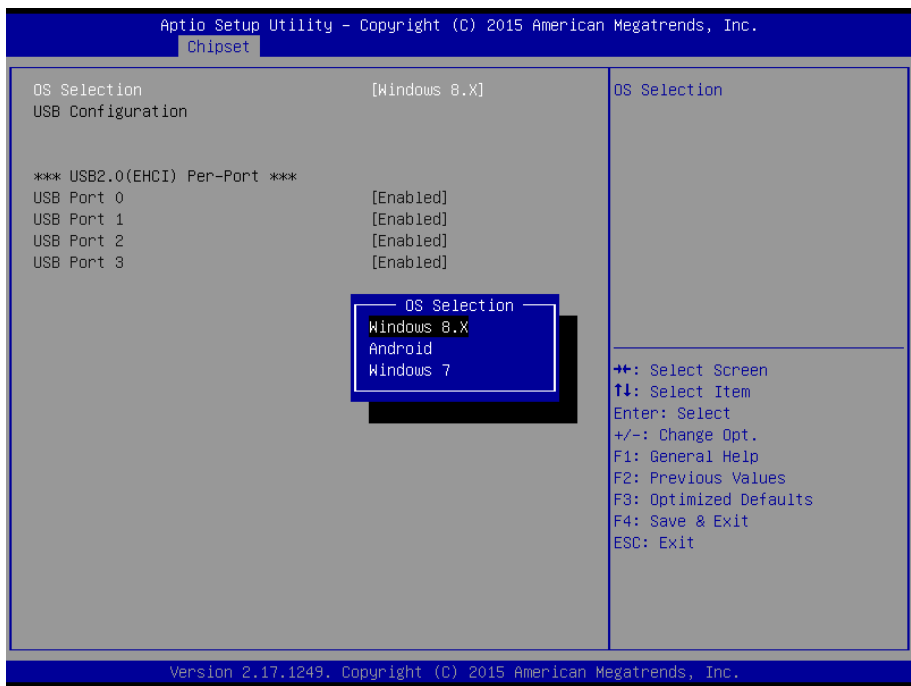 Aptio Setup Utility – Copyright (C) 2015 American Megatrends, Inc.
Chipset
OS Selection [Windows 8.X]
USB Configuration
*** USB2.0(EHCI) Per-Port ***
USB Port 0 [Enabled]
USB Port 1 [Enabled]
USB Port 2 [Enabled]
USB Port 3 [Enabled]
OS Selection
Windows 8.X
Android
Windows 7
OS Selection
→←: Select Screen
↑↓: Select Item
Enter: Select
+/-: Change Opt.
F1: General Help
F2: Previous Values
F3: Optimized Defaults
F4: Save & Exit
ESC: Exit
Version 2.17.1249. Copyright (C) 2015 American Megatrends, Inc.